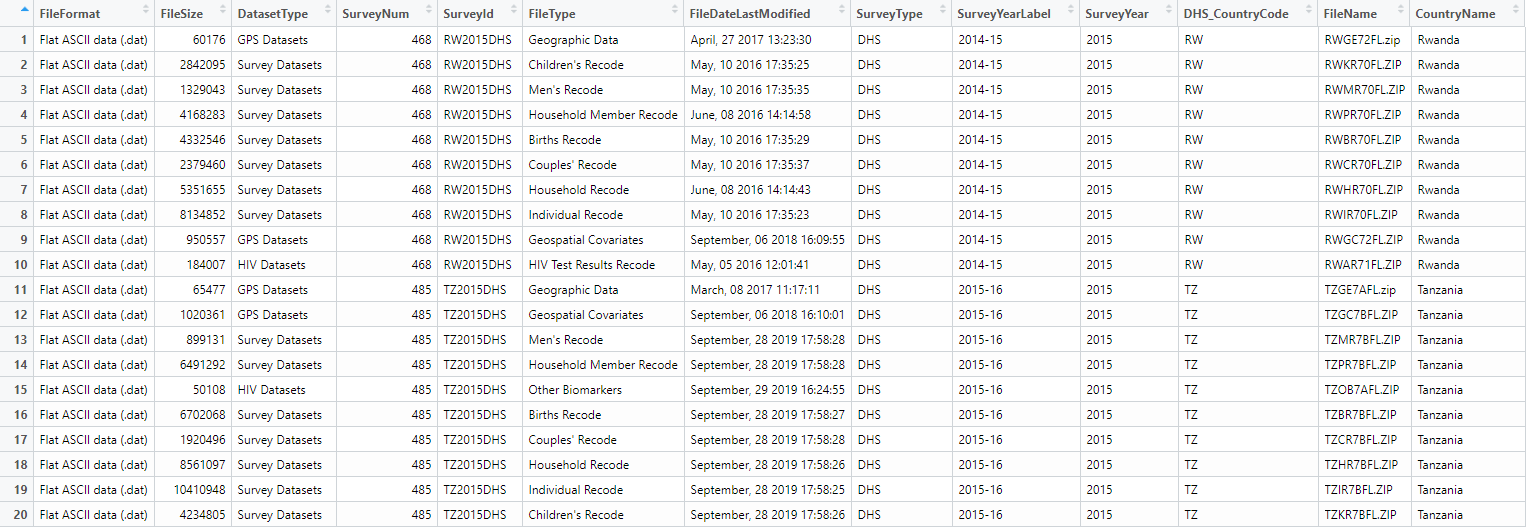 FileFormat FileSize DatasetType SurveyNum SurveyId FileType FileDateLastModified SurveyType SurveyYearLabel SurveyYear DHS_CountryCode FileName CountryName
1 Flat ASCII data (.dat) 60176 GPS Datasets 468 RW2015DHS Geographic Data April, 27 2017 13:23:30 DHS 2014-15 2015 RW RWGE72FL.zip Rwanda
2 Flat ASCII data (.dat) 2842095 Survey Datasets 468 RW2015DHS Children's Recode May, 10 2016 17:35:25 DHS 2014-15 2015 RW RWKR70FL.ZIP Rwanda
3 Flat ASCII data (.dat) 1329043 Survey Datasets 468 RW2015DHS Men's Recode May, 10 2016 17:35:35 DHS 2014-15 2015 RW RWMR70FL.ZIP Rwanda
4 Flat ASCII data (.dat) 4168283 Survey Datasets 468 RW2015DHS Household Member Recode June, 08 2016 14:14:58 DHS 2014-15 2015 RW RWPR70FL.ZIP Rwanda
5 Flat ASCII data (.dat) 4332546 Survey Datasets 468 RW2015DHS Births Recode May, 10 2016 17:35:29 DHS 2014-15 2015 RW RWBR70FL.ZIP Rwanda
6 Flat ASCII data (.dat) 2379460 Survey Datasets 468 RW2015DHS Couples' Recode May, 10 2016 17:35:37 DHS 2014-15 2015 RW RWCR70FL.ZIP Rwanda
7 Flat ASCII data (.dat) 5351655 Survey Datasets 468 RW2015DHS Household Recode June, 08 2016 14:14:43 DHS 2014-15 2015 RW RWHR70FL.ZIP Rwanda
8 Flat ASCII data (.dat) 8134852 Survey Datasets 468 RW2015DHS Individual Recode May, 10 2016 17:35:23 DHS 2014-15 2015 RW RWIR70FL.ZIP Rwanda
9 Flat ASCII data (.dat) 950557 GPS Datasets 468 RW2015DHS Geospatial Covariates September, 06 2018 16:09:55 DHS 2014-15 2015 RW RWGC72FL.ZIP Rwanda
10 Flat ASCII data (.dat) 184007 HIV Datasets 468 RW2015DHS HIV Test Results Recode May, 05 2016 12:01:41 DHS 2014-15 2015 RW RWAR71FL.ZIP Rwanda
11 Flat ASCII data (.dat) 65477 GPS Datasets 485 TZ2015DHS Geographic Data March, 08 2017 11:17:11 DHS 2015-16 2015 TZ TZGE7AFL.zip Tanzania
12 Flat ASCII data (.dat) 1020361 GPS Datasets 485 TZ2015DHS Geospatial Covariates September, 06 2018 16:10:01 DHS 2015-16 2015 TZ TZGC7BFL.ZIP Tanzania
13 Flat ASCII data (.dat) 899131 Survey Datasets 485 TZ2015DHS Men's Recode September, 28 2019 17:58:28 DHS 2015-16 2015 TZ TZMR7BFL.ZIP Tanzania
14 Flat ASCII data (.dat) 6491292 Survey Datasets 485 TZ2015DHS Household Member Recode September, 28 2019 17:58:28 DHS 2015-16 2015 TZ TZPR7BFL.ZIP Tanzania
15 Flat ASCII data (.dat) 50108 HIV Datasets 485 TZ2015DHS Other Biomarkers September, 29 2019 16:24:55 DHS 2015-16 2015 TZ TZOB7AFL.ZIP Tanzania
16 Flat ASCII data (.dat) 6702068 Survey Datasets 485 TZ2015DHS Births Recode September, 28 2019 17:58:27 DHS 2015-16 2015 TZ TZBR7BFL.ZIP Tanzania
17 Flat ASCII data (.dat) 1920496 Survey Datasets 485 TZ2015DHS Couples' Recode September, 28 2019 17:58:28 DHS 2015-16 2015 TZ TZCR7BFL.ZIP Tanzania
18 Flat ASCII data (.dat) 8561097 Survey Datasets 485 TZ2015DHS Household Recode September, 28 2019 17:58:26 DHS 2015-16 2015 TZ TZHR7BFL.ZIP Tanzania
19 Flat ASCII data (.dat) 10410948 Survey Datasets 485 TZ2015DHS Individual Recode September, 28 2019 17:58:25 DHS 2015-16 2015 TZ TZIR7BFL.ZIP Tanzania
20 Flat ASCII data (.dat) 4234805 Survey Datasets 485 TZ2015DHS Children's Recode September, 28 2019 17:58:26 DHS 2015-16 2015 TZ TZKR7BFL.ZIP Tanzania